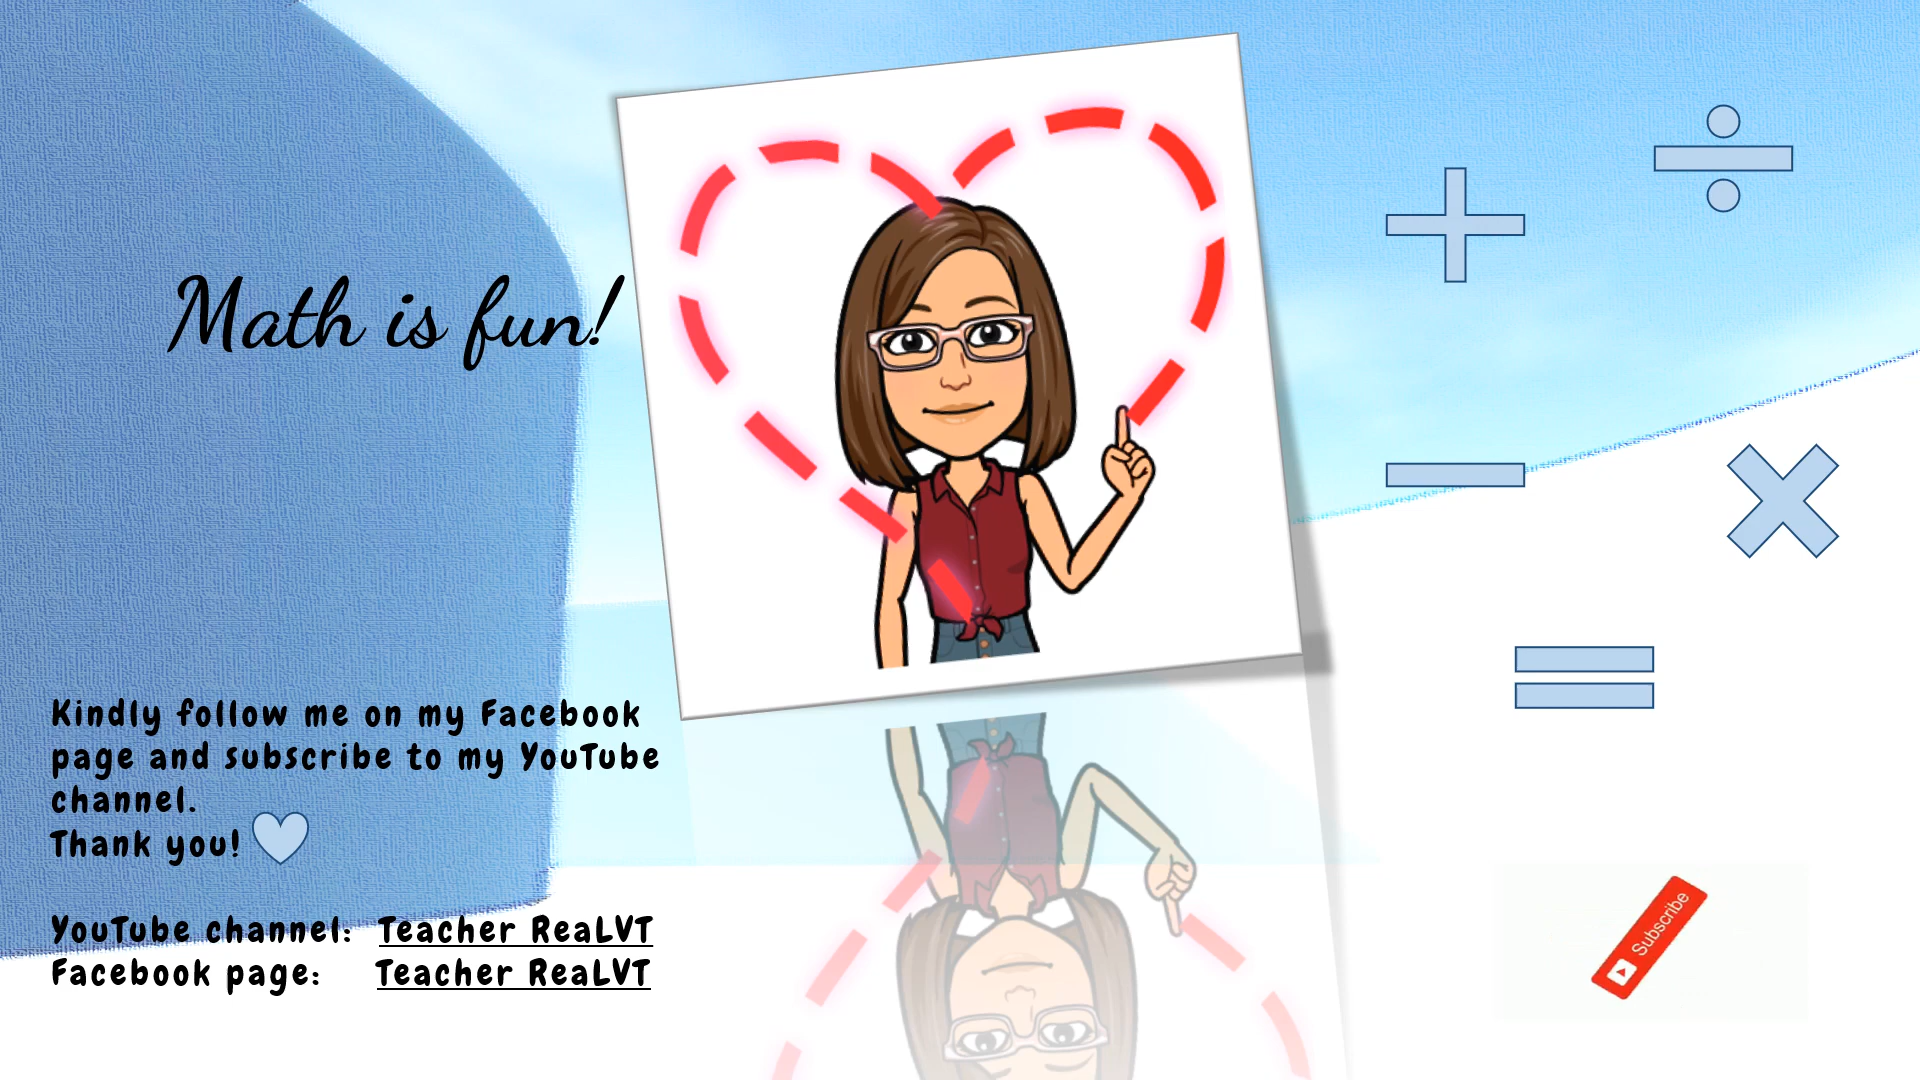 Math is fun!
Kindly follow me on my Facebook
page and subscribe to my YouTube
channel.
Thank you!
YouTube channel: Teacher ReaLVT
Facebook page: Teacher ReaLVT
Subscribe